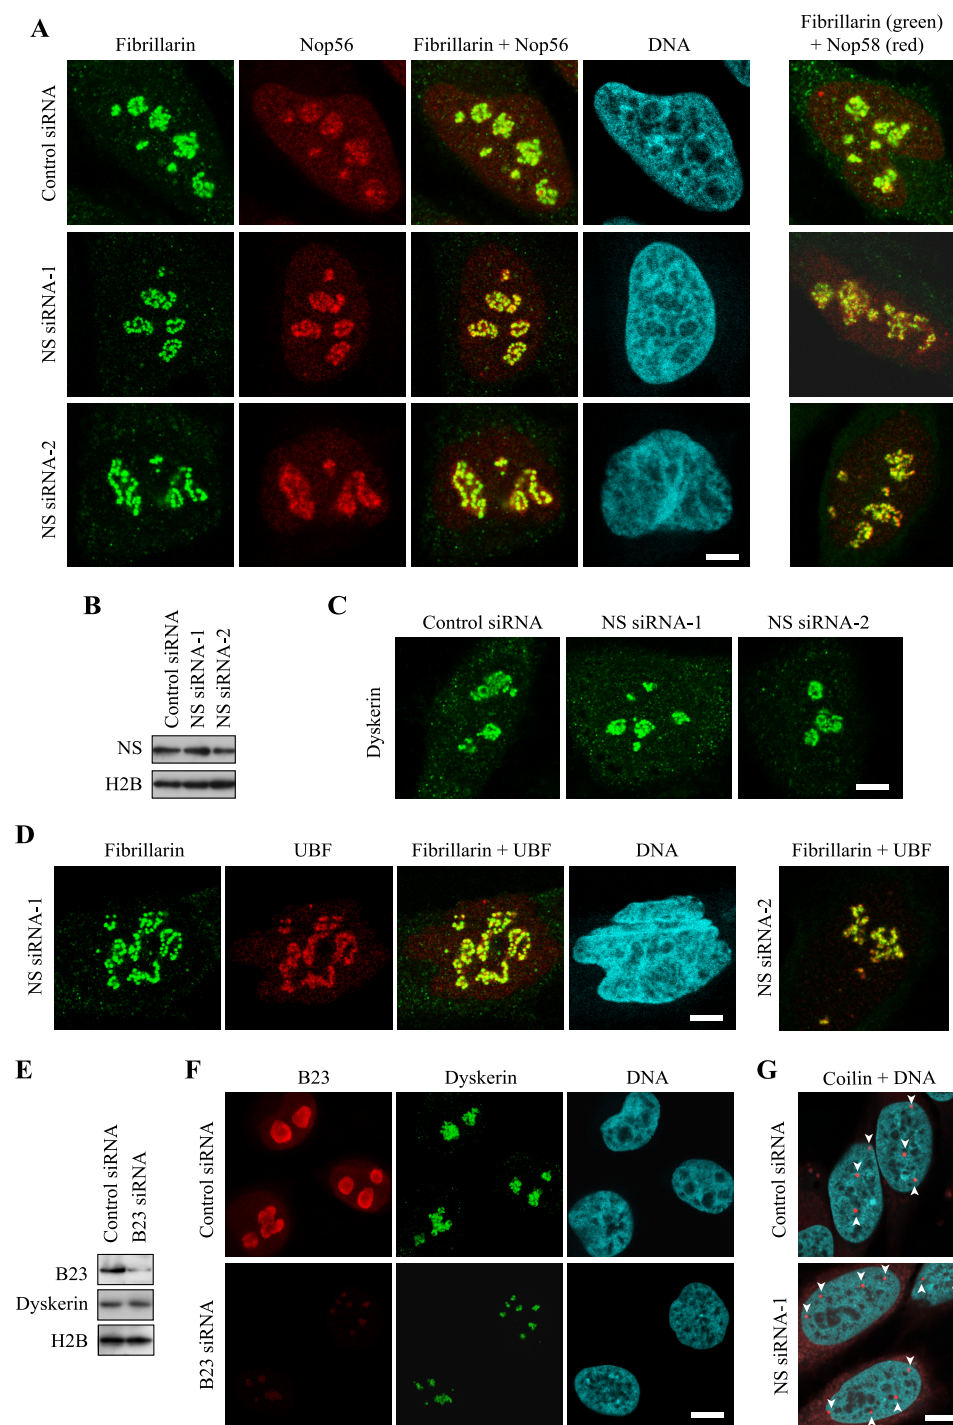 A
Fibrillarin
Nop56
Fibrillarin + Nop56
DNA
Fibrillarin (green)
+ Nop58 (red)
Control siRNA
NS siRNA-1
NS siRNA-2
B
Control siRNA
NS siRNA-1
NS siRNA-2
NS
H2B
C
Control siRNA
NS siRNA-1
NS siRNA-2
Dyskerin
D
Fibrillarin
UBF
Fibrillarin + UBF
DNA
Fibrillarin + UBF
NS siRNA-1
NS siRNA-2
E
Control siRNA
B23 siRNA
B23
Dyskerin
H2B
F
B23
Dyskerin
DNA
Control siRNA
B23 siRNA
G
Coilin + DNA
Control siRNA
NS siRNA-1